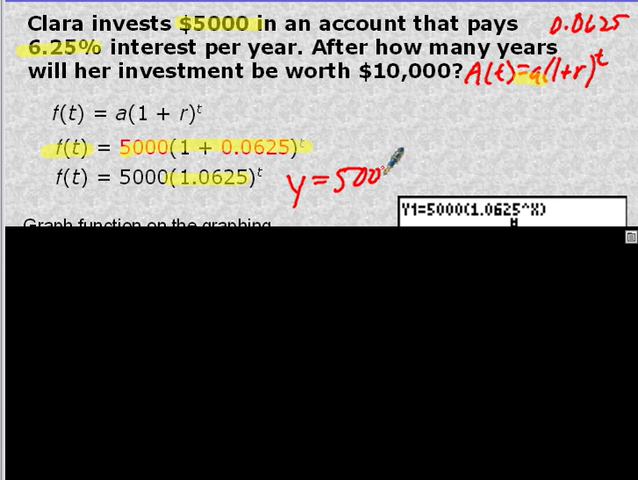 Clara invests $5000 in an account that pays 0.0625
6.25% interest per year. After how many years
will her investment be worth $10,000? A(t)=a(1+r)^t
f(t) = a(1 + r)^t
f(t) = 5000(1 + 0.0625)^t
f(t) = 5000(1.0625)^t y=500
Graph function on the graphing
Y1=5000(1.0625^X)